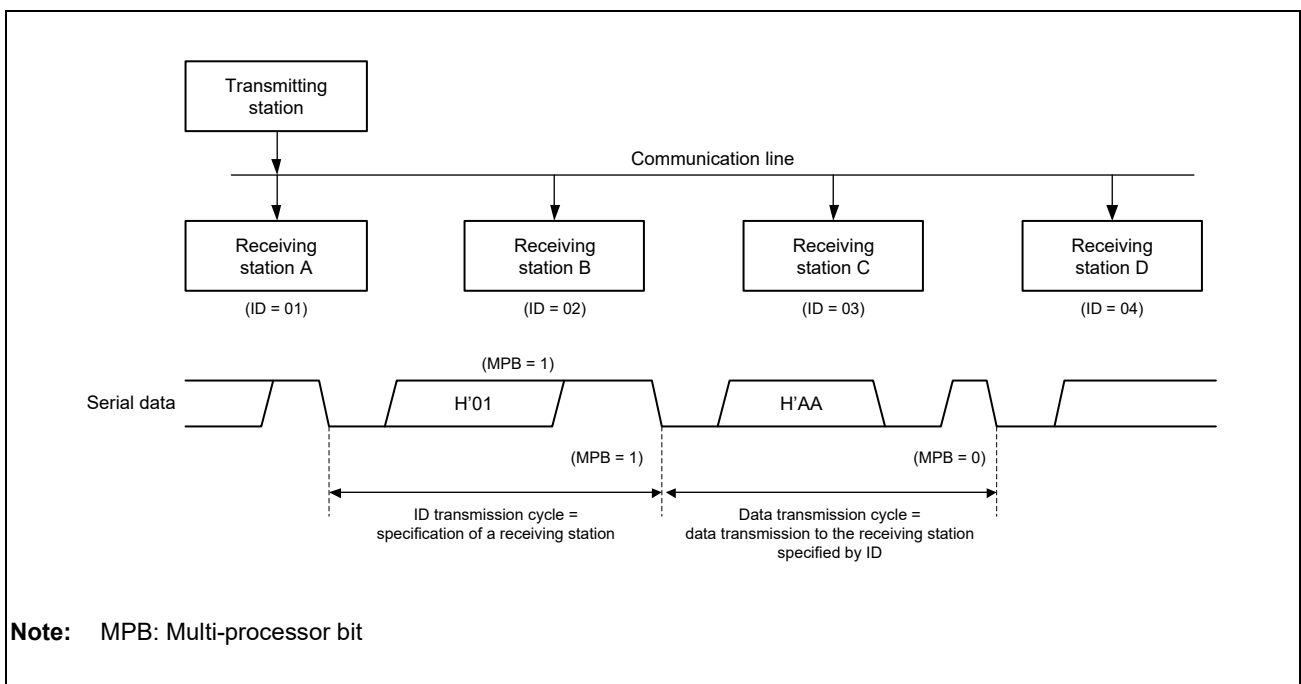 Transmitting
station
Communication line
Receiving
station A
(ID = 01)
Receiving
station B
(ID = 02)
Receiving
station C
(ID = 03)
Receiving
station D
(ID = 04)
(MPB = 1)
Serial data
H’01
H’AA
(MPB = 1)
(MPB = 0)
ID transmission cycle =
specification of a receiving station
Data transmission cycle =
data transmission to the receiving station
specified by ID
Note: MPB: Multi-processor bit